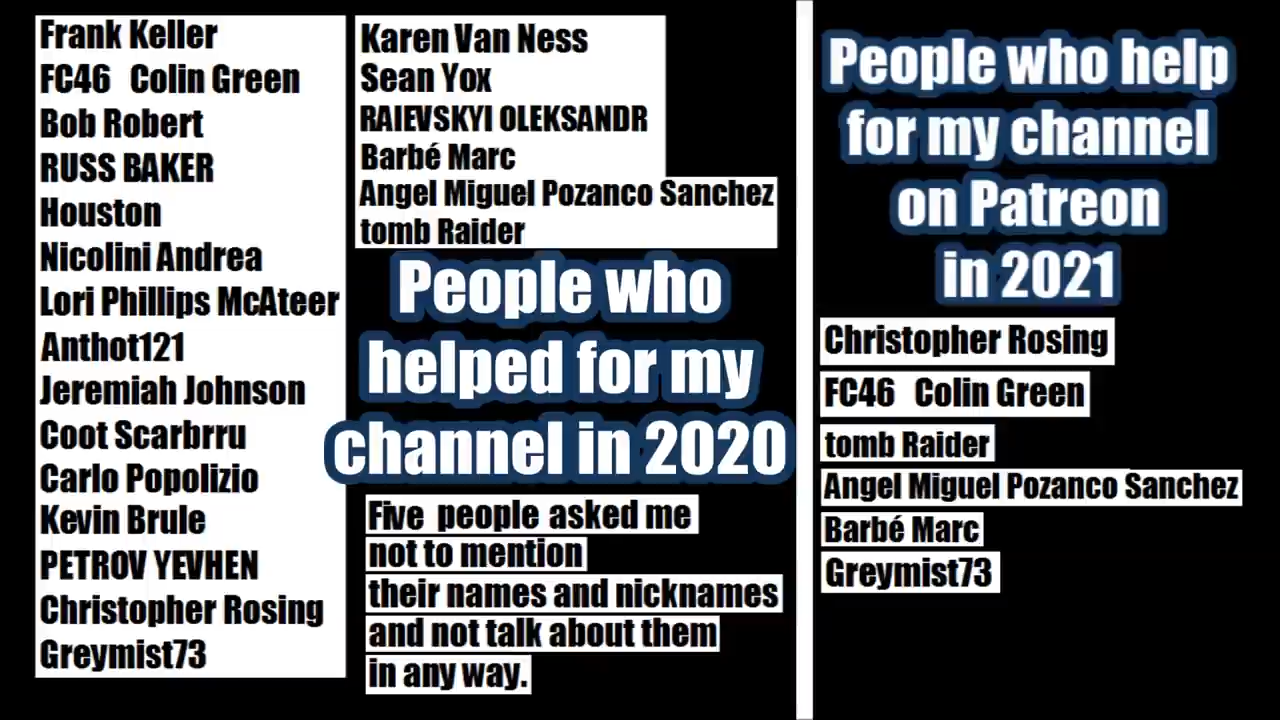 Frank Keller
FC46 Colin Green
Bob Robert
RUSS BAKER
Houston
Nicolini Andrea
Lori Phillips McAteer
Anthot121
Jeremiah Johnson
Coot Scarbrru
Carlo Popolizio
Kevin Brule
PETROV YEVHEN
Christopher Rosing
Greymist73
Karen Van Ness
Sean Yox
RAIEVSKYI OLEKSANDR
Barbé Marc
Angel Miguel Pozanco Sanchez
tomb Raider
People who
helped for my
channel in 2020
Five people asked me
not to mention
their names and nicknames
and not talk about them
in any way.
People who help
for my channel
on Patreon
in 2021
Christopher Rosing
FC46 Colin Green
tomb Raider
Angel Miguel Pozanco Sanchez
Barbé Marc
Greymist73